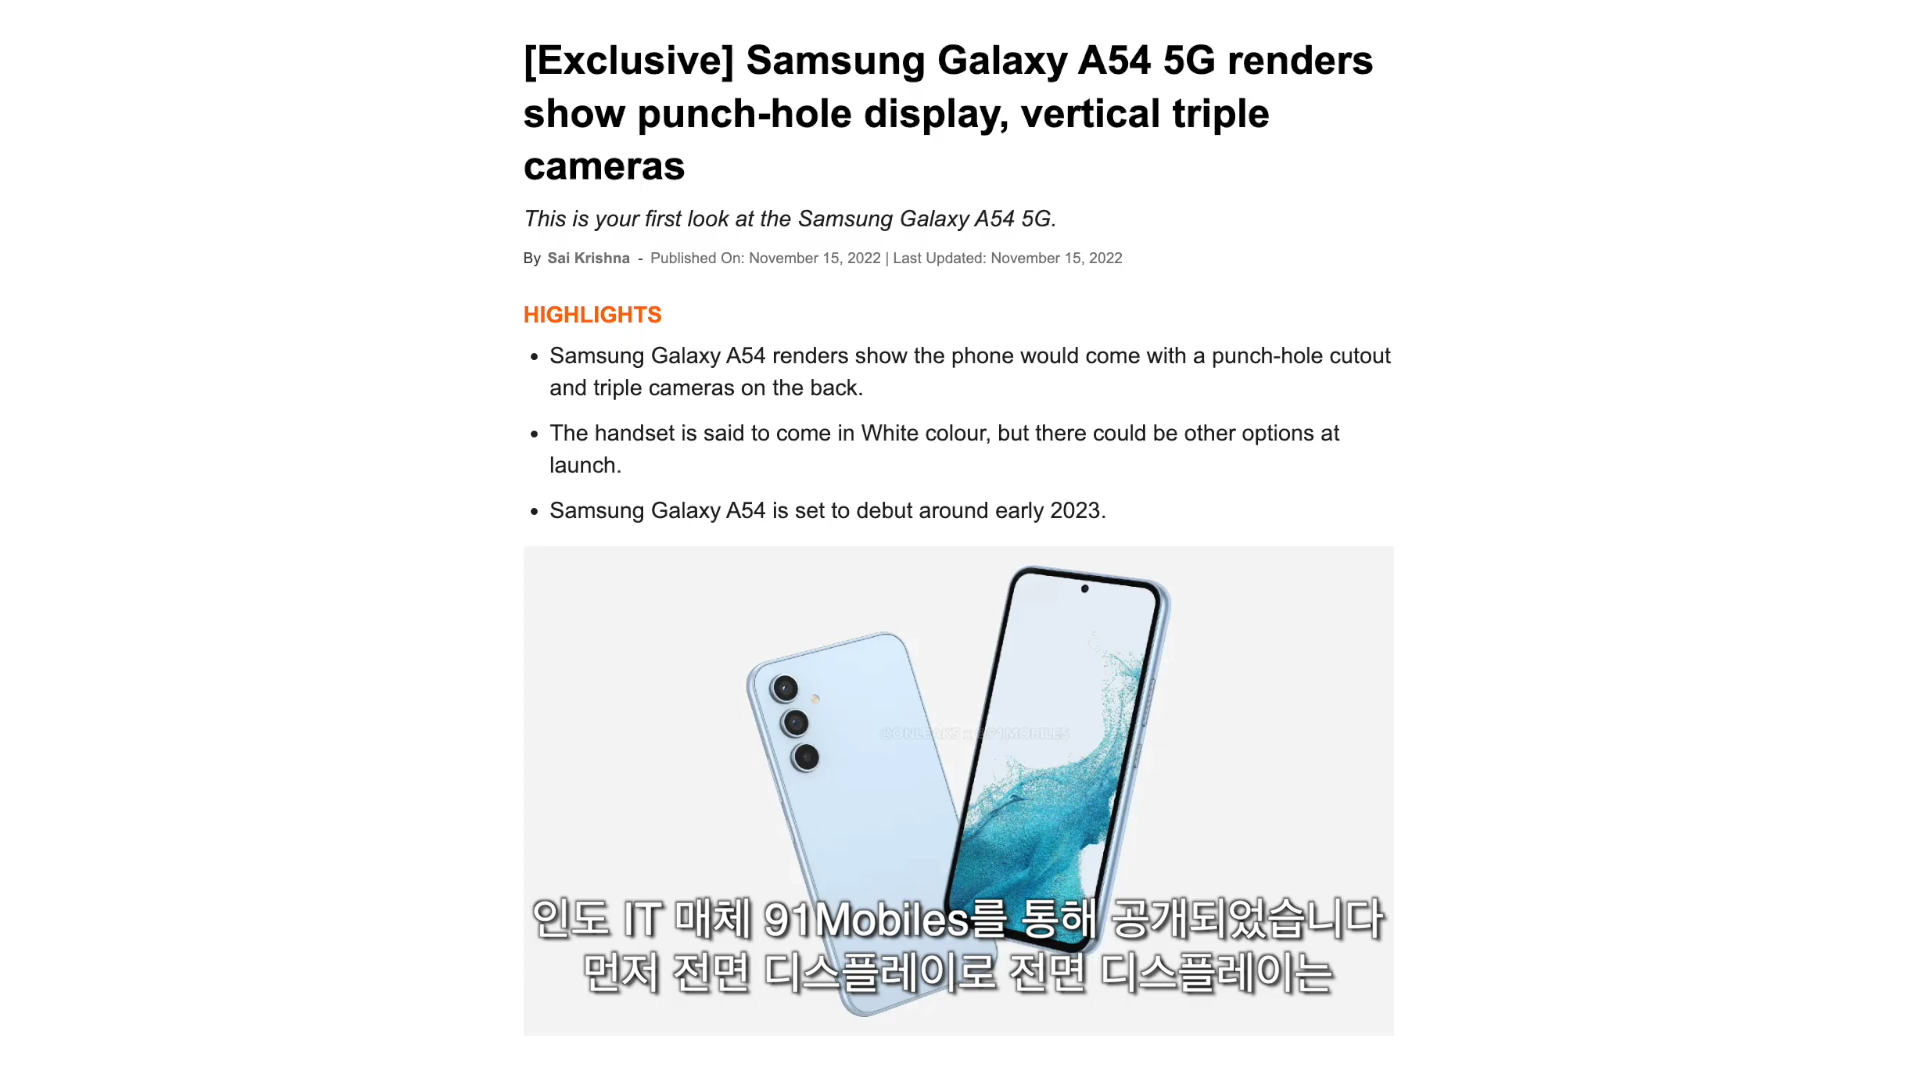 [Exclusive] Samsung Galaxy A54 5G renders
show punch-hole display, vertical triple
cameras
This is your first look at the Samsung Galaxy A54 5G.
By Sai Krishna - Published On: November 15, 2022 | Last Updated: November 15, 2022
HIGHLIGHTS
• Samsung Galaxy A54 renders show the phone would come with a punch-hole cutout
and triple cameras on the back.
• The handset is said to come in White colour, but there could be other options at
launch.
• Samsung Galaxy A54 is set to debut around early 2023.
인도 IT 매체 91Mobiles를 통해 공개되었습니다
먼저 전면 디스플레이로 전면 디스플레이는